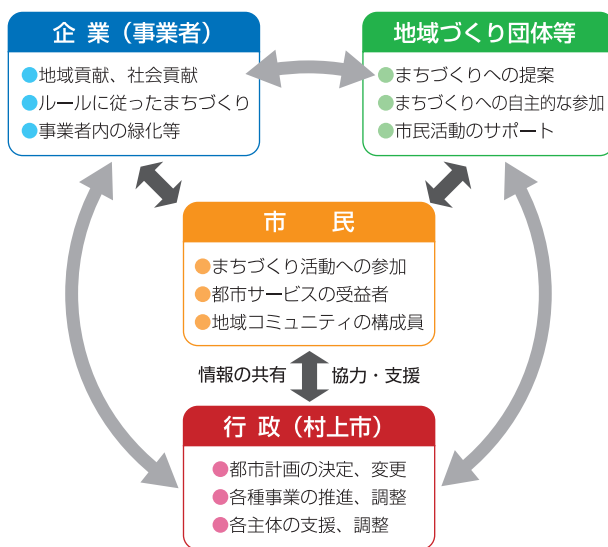 企 業（事業者）
●地域貢献、社会貢献
●ルールに従ったまちづくり
●事業者内の緑化等
地域づくり団体等
●まちづくりへの提案
●まちづくりへの自主的な参加
●市民活動のサポート
市 民
●まちづくり活動への参加
●都市サービスの受益者
●地域コミュニティの構成員
情報の共有 協力・支援
行 政（村上市）
●都市計画の決定、変更
●各種事業の推進、調整
●各主体の支援、調整